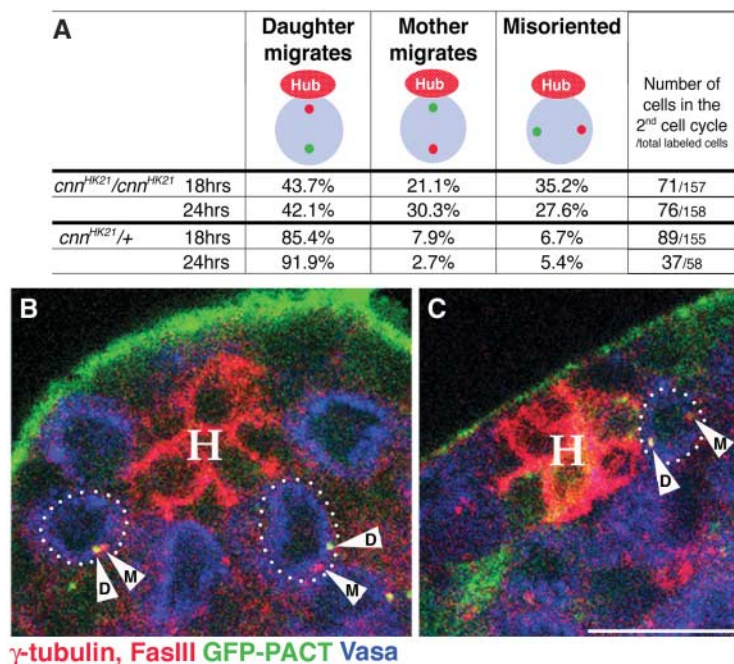 A
Daughter migrates
Mother migrates
Misoriented
Hub
Hub
Hub
Number of
cells in the
2nd cell cycle
/total labeled cells
cnnHK21/cnnHK21 18hrs 43.7% 21.1% 35.2% 71/157
24hrs 42.1% 30.3% 27.6% 76/158
cnnHK21/+ 18hrs 85.4% 7.9% 6.7% 89/155
24hrs 91.9% 2.7% 5.4% 37/58
B
H
D
M
D
M
C
H
M
D
γ-tubulin, FasIII GFP-PACT Vasa